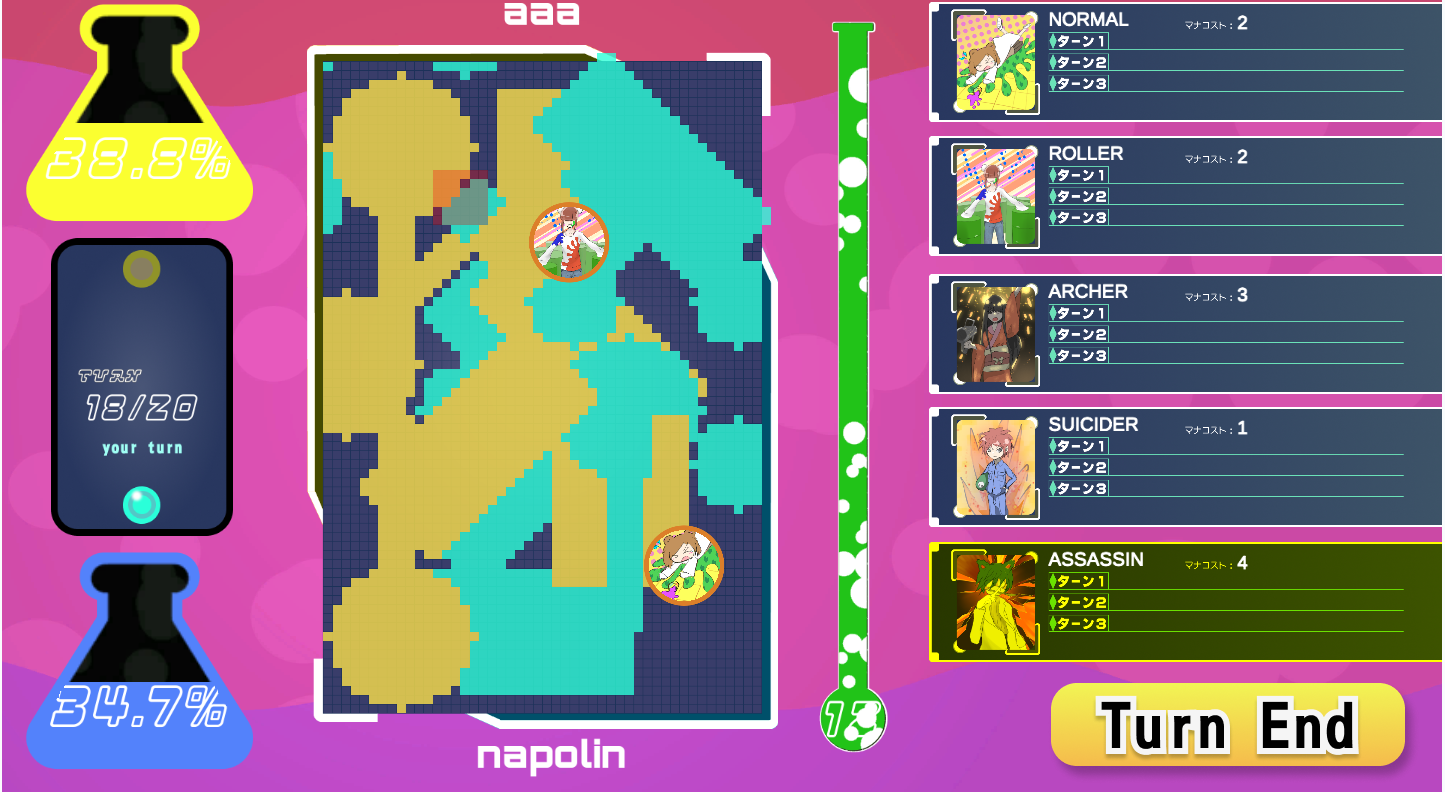 aaa
38.8%
TURN
18/20
your turn
34.7%
napolin
NORMAL
マナコスト：2
ターン1
ターン2
ターン3
ROLLER
マナコスト：2
ターン1
ターン2
ターン3
ARCHER
マナコスト：3
ターン1
ターン2
ターン3
SUICIDER
マナコスト：1
ターン1
ターン2
ターン3
ASSASSIN
マナコスト：4
ターン1
ターン2
ターン3
Turn End